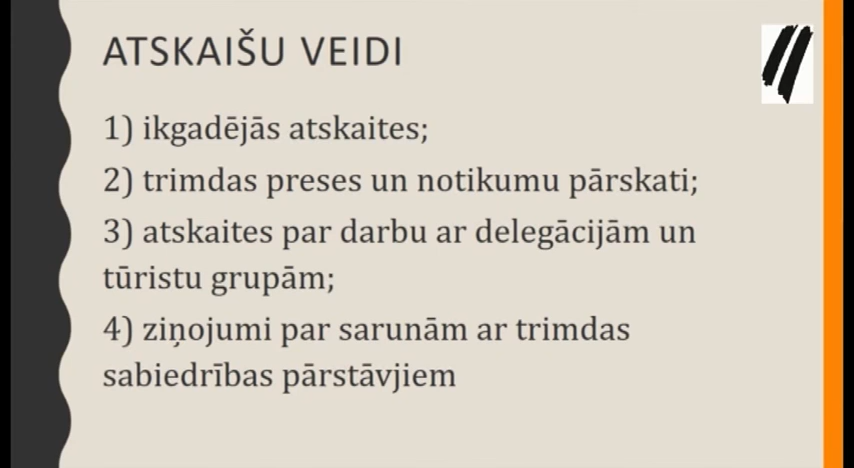 ATSKAIŠU VEIDI
1) ikgadējās atskaites;
2) trimdas preses un notikumu pārskati;
3) atskaites par darbu ar delegācijām un
tūristu grupām;
4) ziņojumi par sarunām ar trimdas
sabiedrības pārstāvjiem